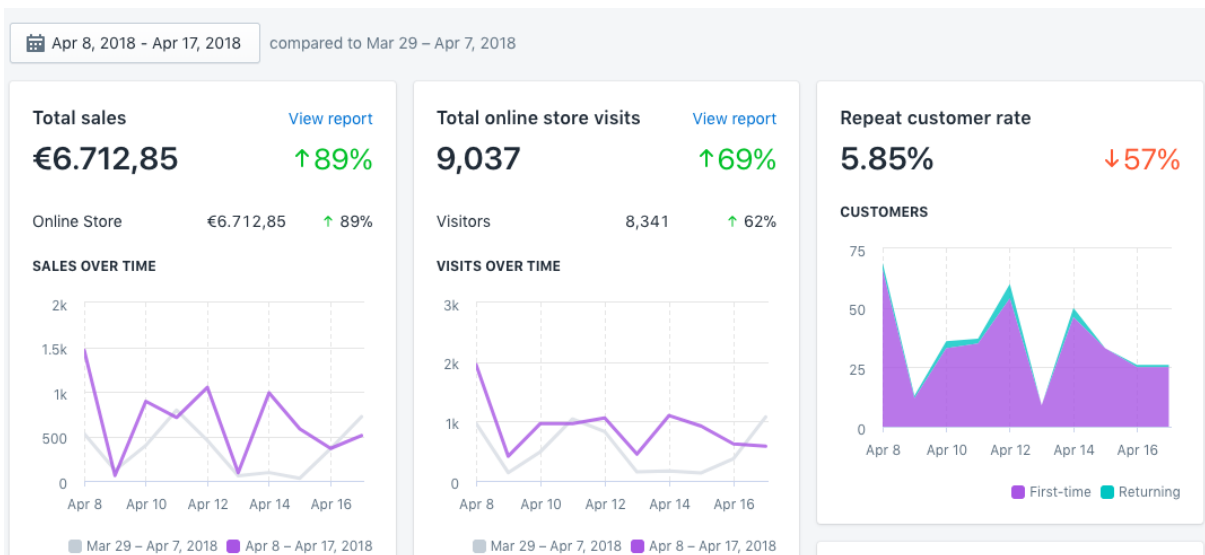 Apr 8, 2018 - Apr 17, 2018 compared to Mar 29 – Apr 7, 2018
Total sales View report
€6.712,85 ↑89%
Online Store €6.712,85 ↑ 89%
SALES OVER TIME
2k
1.5k
1k
500
0
Apr 8 Apr 10 Apr 12 Apr 14 Apr 16
Mar 29 – Apr 7, 2018 Apr 8 – Apr 17, 2018
Total online store visits View report
9,037 ↑69%
Visitors 8,341 ↑ 62%
VISITS OVER TIME
3k
2k
1k
0
Apr 8 Apr 10 Apr 12 Apr 14 Apr 16
Mar 29 – Apr 7, 2018 Apr 8 – Apr 17, 2018
Repeat customer rate
5.85% ↓57%
CUSTOMERS
75
50
25
0
Apr 8 Apr 10 Apr 12 Apr 14 Apr 16
First-time Returning